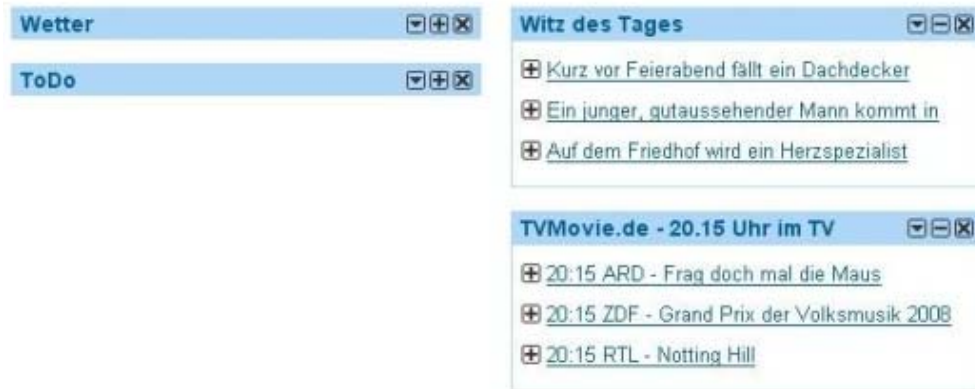 Wetter
ToDo
Witz des Tages
Kurz vor Feierabend fällt ein Dachdecker
Ein junger, gutaussehender Mann kommt in
Auf dem Friedhof wird ein Herzspezialist
TVMovie.de - 20.15 Uhr im TV
20:15 ARD - Frag doch mal die Maus
20:15 ZDF - Grand Prix der Volksmusik 2008
20:15 RTL - Notting Hill